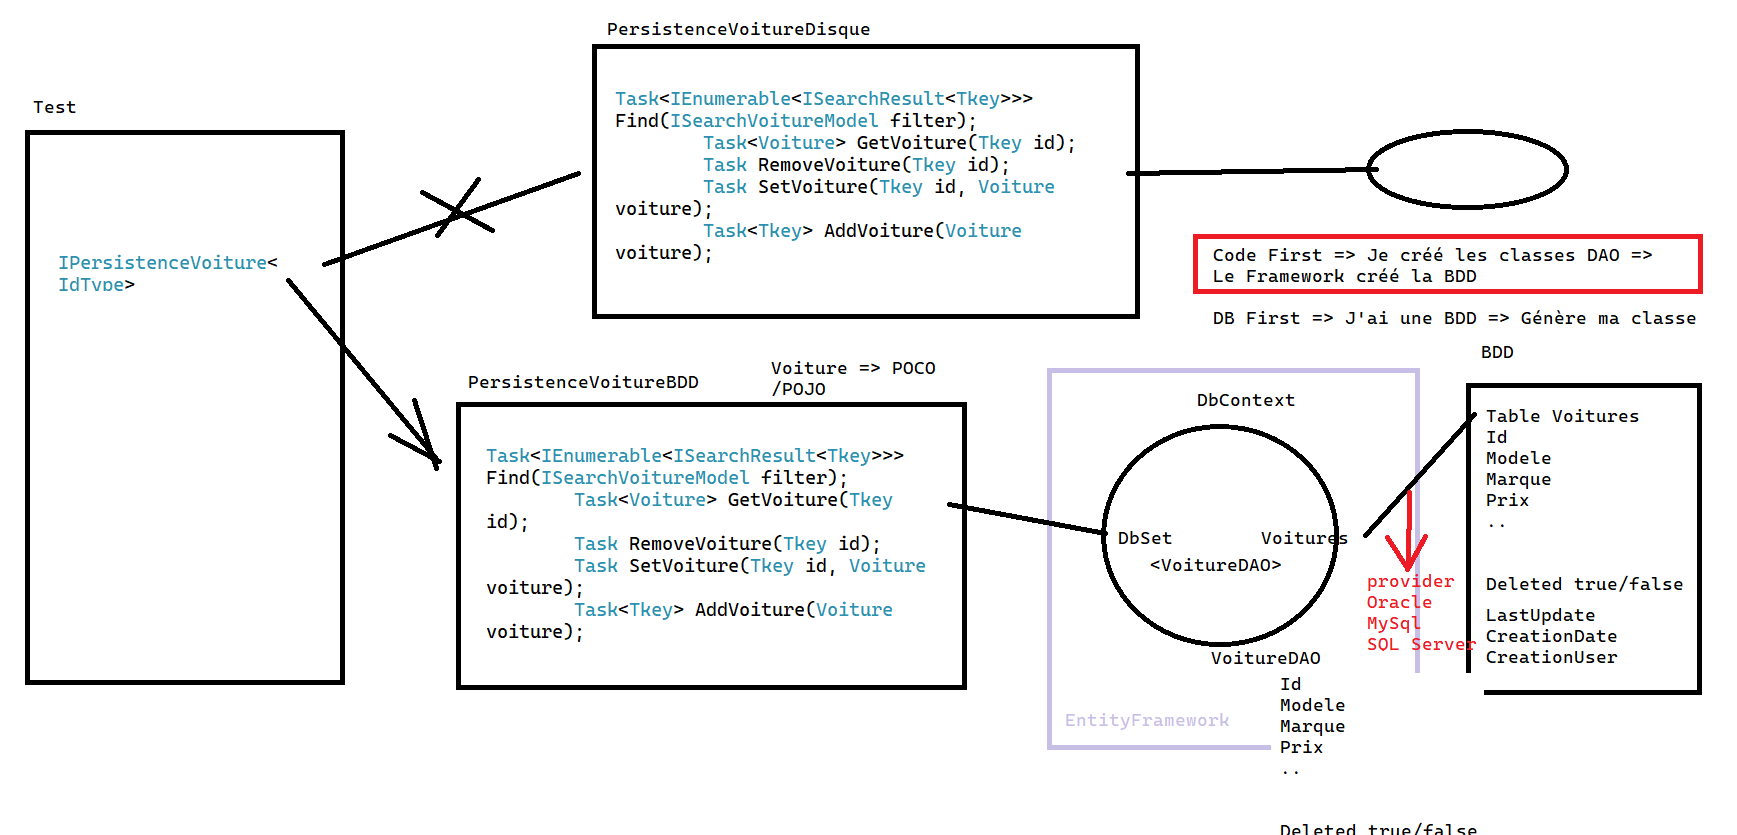 PersistenceVoitureDisque
Task<IEnumerable<ISearchResult<Tkey>>>
Find(ISearchVoitureModel filter);
Task<Voiture> GetVoiture(Tkey id);
Task RemoveVoiture(Tkey id);
Task SetVoiture(Tkey id, Voiture
voiture);
Task<Tkey> AddVoiture(Voiture
voiture);
Test
IPersistenceVoiture<
IdType>
Code First => Je créé les classes DAO =>
Le Framework créé la BDD
DB First => J'ai une BDD => Génère ma classe
PersistenceVoitureBDD
Voiture => POCO
/POJO
Task<IEnumerable<ISearchResult<Tkey>>>
Find(ISearchVoitureModel filter);
Task<Voiture> GetVoiture(Tkey
id);
Task RemoveVoiture(Tkey id);
Task SetVoiture(Tkey id, Voiture
voiture);
Task<Tkey> AddVoiture(Voiture
voiture);
DbContext
DbSet Voitures
<VoitureDAO>
VoitureDAO
Id
Modele
Marque
Prix
..
Deleted true/false
EntityFramework
provider
Oracle
MySql
SQL Server
BDD
Table Voitures
Id
Modele
Marque
Prix
..
Deleted true/false
LastUpdate
CreationDate
CreationUser